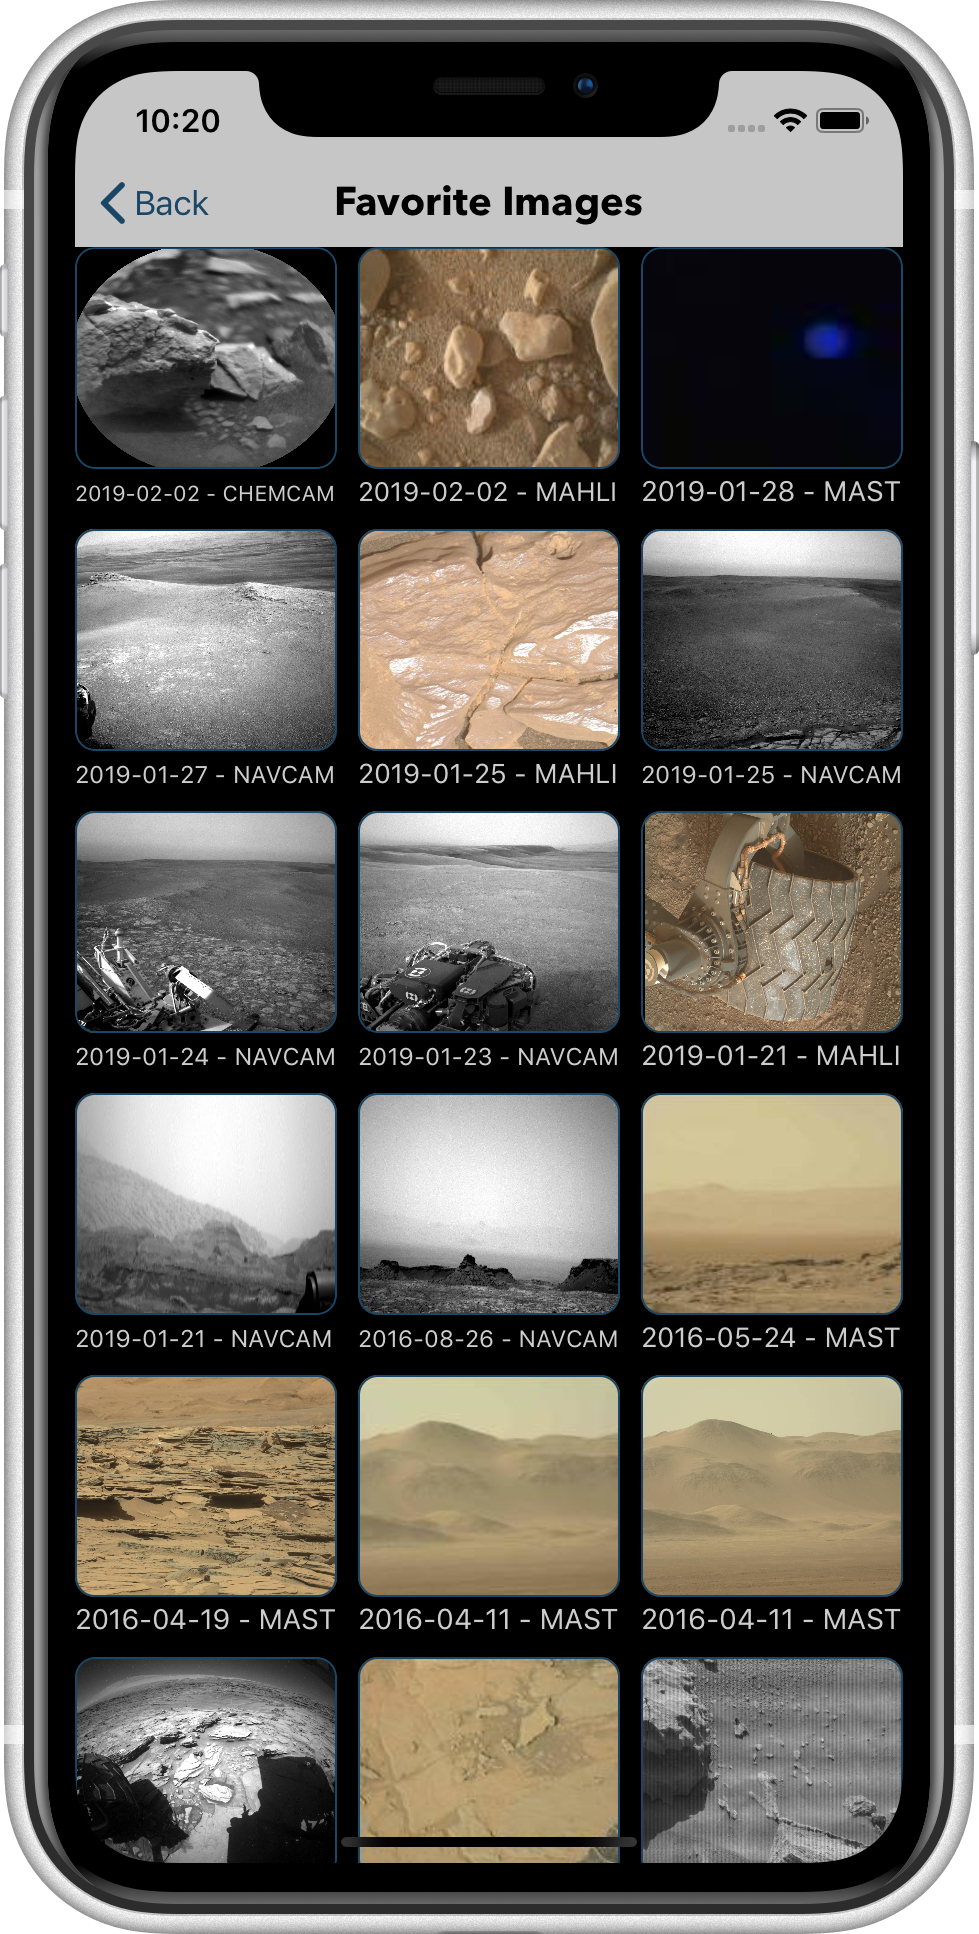 10:20
Back
Favorite Images
2019-02-02 - CHEMCAM
2019-02-02 - MAHLI
2019-01-28 - MAST
2019-01-27 - NAVCAM
2019-01-25 - MAHLI
2019-01-25 - NAVCAM
2019-01-24 - NAVCAM
2019-01-23 - NAVCAM
2019-01-21 - MAHLI
2019-01-21 - NAVCAM
2016-08-26 - NAVCAM
2016-05-24 - MAST
2016-04-19 - MAST
2016-04-11 - MAST
2016-04-11 - MAST